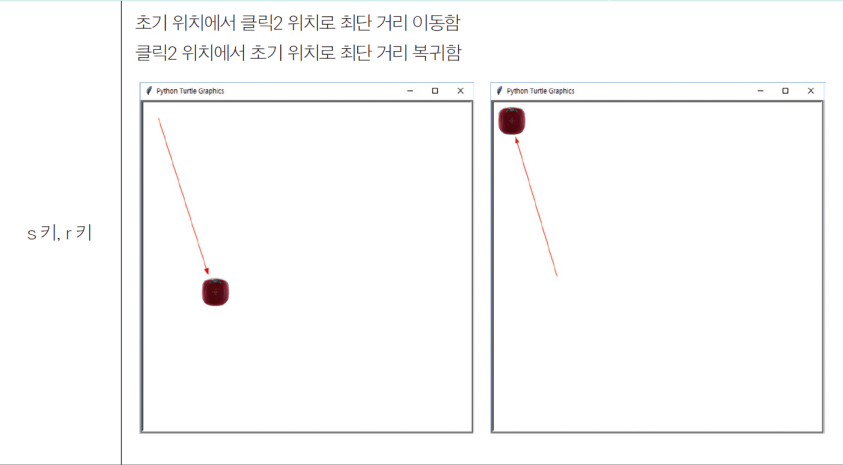 초기 위치에서 클릭2 위치로 최단 거리 이동함
클릭2 위치에서 초기 위치로 최단 거리 복귀함
Python Turtle Graphics
Python Turtle Graphics
s 키, r 키